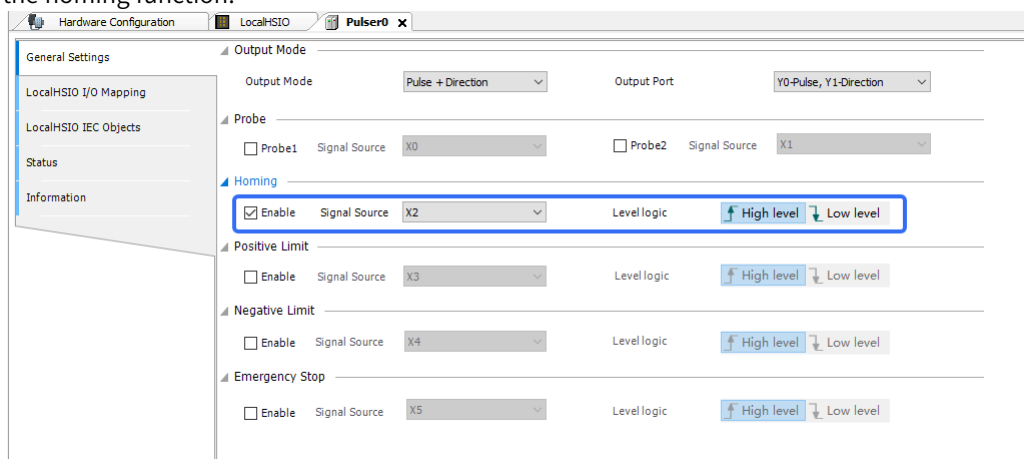 the homing function.
Hardware Configuration LocalHSIO Pulser0 x
General Settings
LocalHSIO I/O Mapping
LocalHSIO IEC Objects
Status
Information
Output Mode
Output Mode Pulse + Direction Output Port Y0-Pulse, Y1-Direction
Probe
Probe1 Signal Source X0 Probe2 Signal Source X1
Homing
Enable Signal Source X2 Level logic High level Low level
Positive Limit
Enable Signal Source X3 Level logic High level Low level
Negative Limit
Enable Signal Source X4 Level logic High level Low level
Emergency Stop
Enable Signal Source X5 Level logic High level Low level